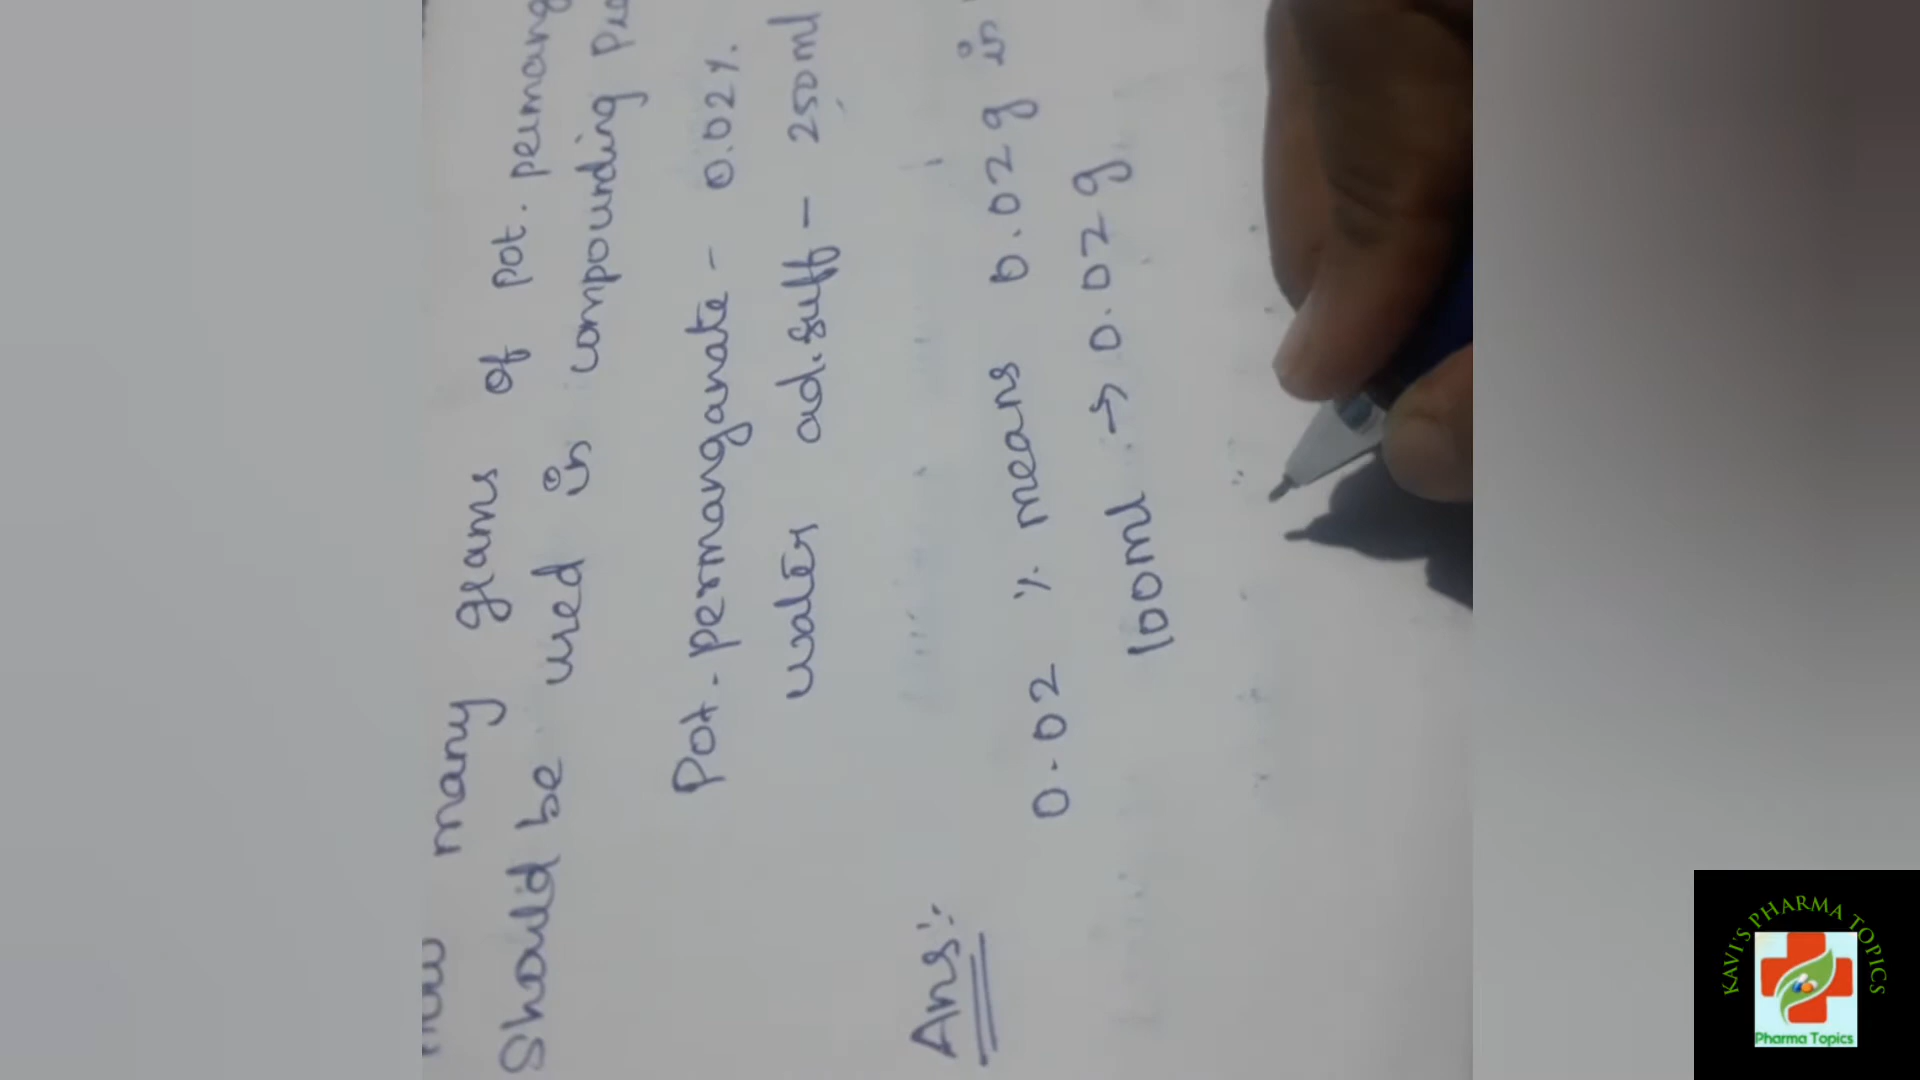 many grams of pot. permang
Should be used in compounding
Pot. permanganate - 0.02%.
water ad.suff - 250ml
Ans:
0.02 % means 0.02g in
100ml → 0.02g
KAVI'S PHARMA TOPICS
Pharma Topics